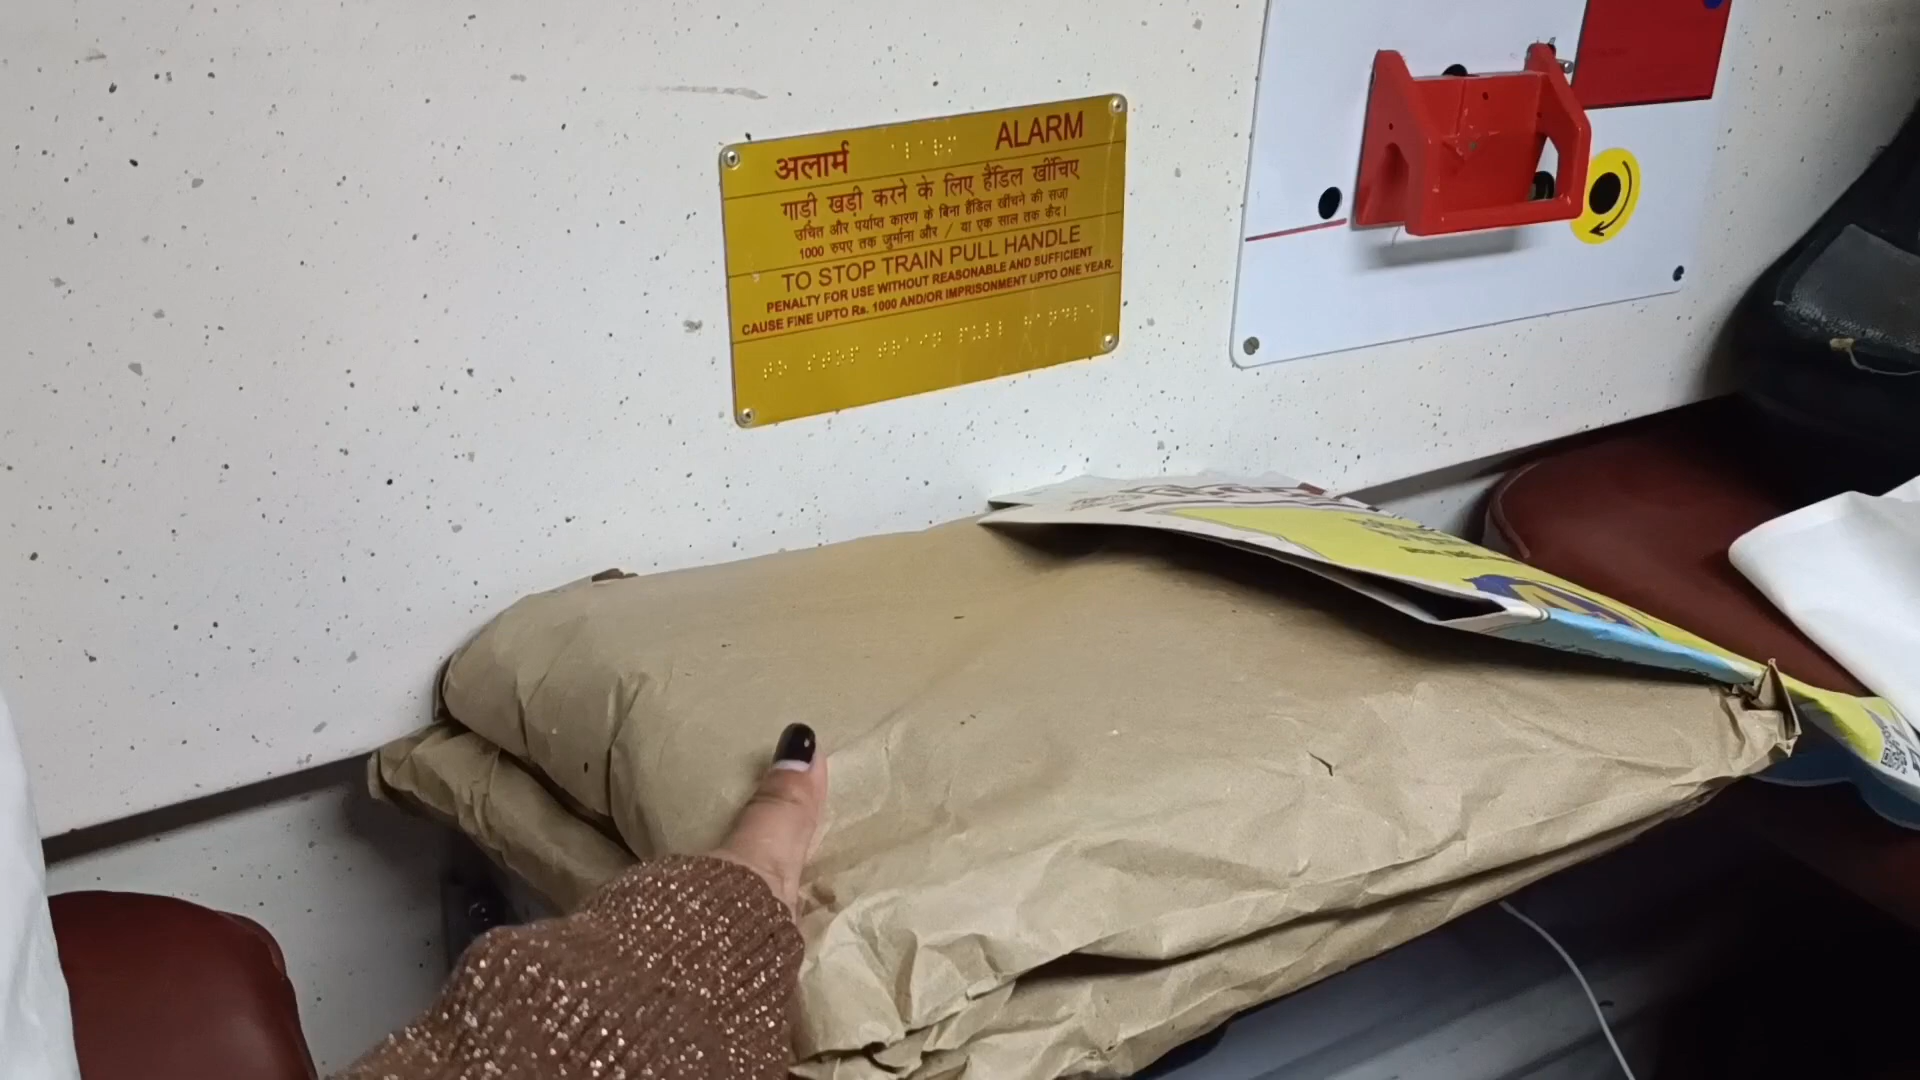 अलार्म ALARM
गाडी खड़ी करने के लिए हैंडिल खींचिए
उचित और पर्याप्त कारण के बिना हैंडिल खींचने की सजा
1000 रुपए तक जुर्माना और / या एक साल तक कैद।
TO STOP TRAIN PULL HANDLE
PENALTY FOR USE WITHOUT REASONABLE AND SUFFICIENT
CAUSE FINE UPTO Rs. 1000 AND/OR IMPRISONMENT UPTO ONE YEAR.